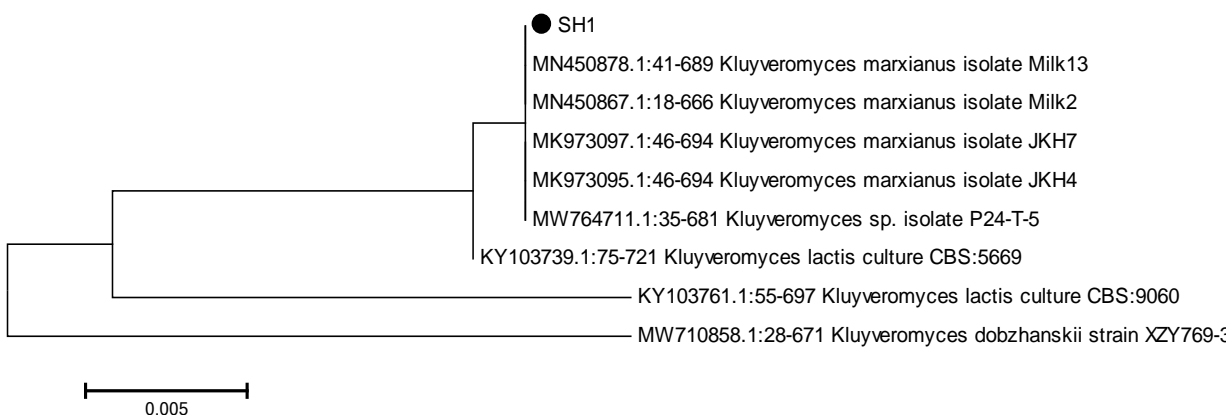 SH1
MN450878.1:41-689 Kluyveromyces marxianus isolate Milk13
MN450867.1:18-666 Kluyveromyces marxianus isolate Milk2
MK973097.1:46-694 Kluyveromyces marxianus isolate JKH7
MK973095.1:46-694 Kluyveromyces marxianus isolate JKH4
MW764711.1:35-681 Kluyveromyces sp. isolate P24-T-5
KY103739.1:75-721 Kluyveromyces lactis culture CBS:5669
KY103761.1:55-697 Kluyveromyces lactis culture CBS:9060
MW710858.1:28-671 Kluyveromyces dobzhanskii strain XZY769-3
0.005